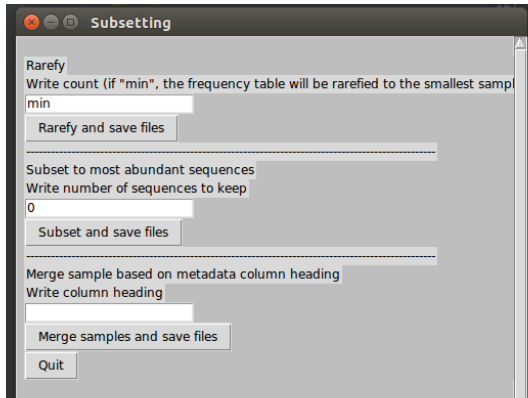 Subsetting
Rarefy
Write count (if "min", the frequency table will be rarefied to the smallest sampl
min
Rarefy and save files
Subset to most abundant sequences
Write number of sequences to keep
0
Subset and save files
Merge sample based on metadata column heading
Write column heading
Merge samples and save files
Quit